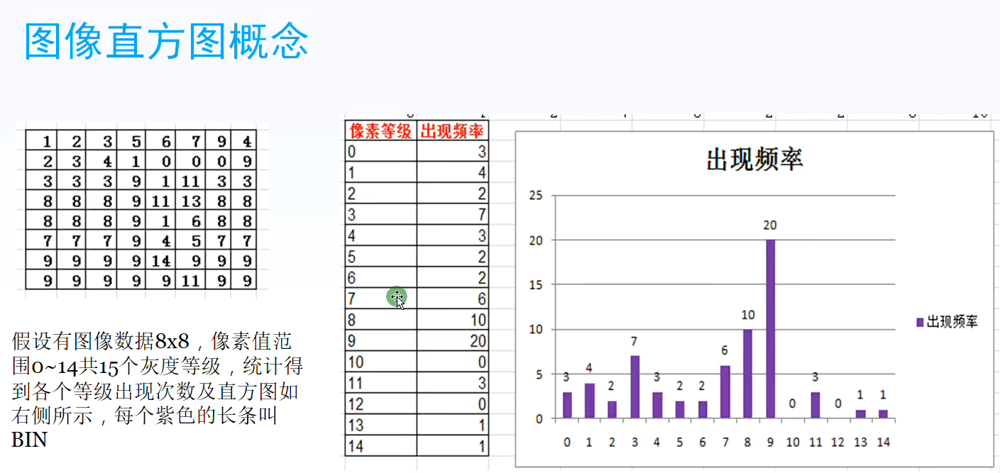 图像直方图概念
1 2 3 5 6 7 9 4
2 3 4 1 0 0 0 9
3 3 3 9 1 11 3 3
8 8 8 9 11 13 8 8
8 8 8 9 1 6 8 8
7 7 7 9 4 5 7 7
9 9 9 9 14 9 9 9
9 9 9 9 9 11 9 9
假设有图像数据8x8，像素值范
围0~14共15个灰度等级，统计得
到各个等级出现次数及直方图如
右侧所示，每个紫色的长条叫
BIN
像素等级 出现频率
0 3
1 4
2 2
3 7
4 3
5 2
6 2
7 6
8 10
9 20
10 0
11 3
12 0
13 1
14 1
出现频率
25
20
15
10
5
0
3 4 2 7 3 2 2 6 10 20 0 3 0 1 1
0 1 2 3 4 5 6 7 8 9 10 11 12 13 14
出现频率